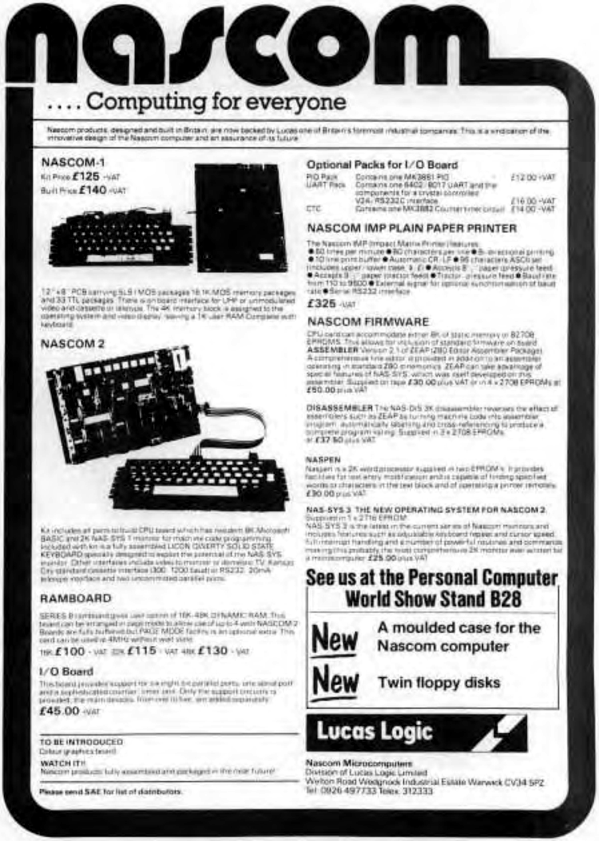 nascom
.... Computing for everyone
Nascom products, designed and built in Britain, are now backed by Lucas one of Britain's foremost industrial companies. This is a vindication of the
innovative design of the Nascom computer and an assurance of its future.
NASCOM-1
Kit Price £125 +VAT
Built Price £140 +VAT
12" × 8" PCB carrying 5LSI MOS packages 16 1K MOS memory packages
and 33 TTL packages. There is on board interface for UHF or unmodulated
video and cassette or teletype. The 4K memory block is assigned to the
operating system and video display, leaving a 1K user RAM. Complete with
keyboard.
NASCOM 2
Kit includes all parts to build CPU board which has resident 8K Microsoft
BASIC and 2K NAS-SYS 1 monitor for machine code programming.
Included with kit is a fully assembled LICON QWERTY SOLID STATE
KEYBOARD specially designed to exploit the potential of the NAS-SYS
monitor. Other interfaces include video to monitor or domestic TV, Kansas
City standard cassette interface (300/1200 baud) or RS232/20mA
teletype interface and two uncommitted parallel ports.
RAMBOARD
SERIES B ramboard gives user option of 16K-48K DYNAMIC RAM. This
board can be arranged in page mode to allow use of up to 4 with NASCOM 2
Boards are fully buffered but PAGE MODE facility is an optional extra. This
card can be used at 4MHz without wait state.
16K £100 + VAT 32K £115 + VAT 48K £130 + VAT
I/O Board
This board provides support for six eight bit parallel ports, one serial port
and a sophisticated counter/timer unit. Only the support circuitry is
provided, the main devices, from one to five, are added separately.
£45.00 +VAT
TO BE INTRODUCED
Colour graphics board
WATCH IT!!
Nascom products fully assembled and packaged in the near future!
Please send SAE for list of distributors.
Optional Packs for I/O Board
PIO Pack Contains one MK3881 PIO £12.00 +VAT
UART Pack Contains one 6402/8017 UART and the
components for a crystal controlled
V24/RS232C interface £16.00 +VAT
CTC Contains one MK3882 Counter timer circuit £14.00 +VAT
NASCOM IMP PLAIN PAPER PRINTER
The Nascom IMP (Impact Matrix Printer) features:
● 60 lines per minute ● 80 characters per line ● Bi-directional printing
● 10 line print buffer ● Automatic CR/LF ● 96 characters ASCII set
(includes upper/lower case, $, £) ● Accepts pressure feed
● Accepts tractor feed tractor/pressure feed ● Baud rate
from 110 to 9600 ● External signal for optional synchronisation of baud
rate ● Serial RS232 interface
£325 +VAT
NASCOM FIRMWARE
CPU card can accommodate either 8K of static memory or 8 2708
EPROMS. This allows for inclusion of standard firmware on board
ASSEMBLER Version 2.1 of ZEAP (Z80 Editor Assembler Package).
A comprehensive line editor is provided in addition to an assembler
operating in standard Z80 mnemonics. ZEAP can take advantage of
special features of NAS-SYS, which was itself developed on this
assembler. Supplied on tape £30.00 plus VAT or in 4 x 2708 EPROMs at
£50.00 plus VAT
DISASSEMBLER The NAS-DIS 3K disassembler reverses the effect of
assemblers such as ZEAP by turning machine code into assembler
program, automatically labelling and cross-referencing to produce a
complete program listing. Supplied in 3 x 2708 EPROMs
at £37.50 plus VAT
NASPEN
Naspen is a 2K word processor supplied in two EPROM's. It provides
facilities for text entry modification and is capable of finding specified
words or characters in the text block and of operating a printer remotely.
£30.00 plus VAT
NAS-SYS 3 THE NEW OPERATING SYSTEM FOR NASCOM 2
Supplied in 1 x 2716 EPROM
NAS SYS 3 is the latest in the current series of Nascom monitors and
includes features such as adjustable keyboard repeat and cursor speed,
full interrupt handling and a number of powerful routines and commands
making this probably the most comprehensive 2K monitor ever written for
a microcomputer £25.00 plus VAT
See us at the Personal Computer
World Show Stand B28
New A moulded case for the
Nascom computer
New Twin floppy disks
Lucas Logic
Nascom Microcomputers
Division of Lucas Logic Limited
Welton Road Wedgnock Industrial Estate Warwick CV34 5PZ
Tel: 0926 497733 Telex: 312333